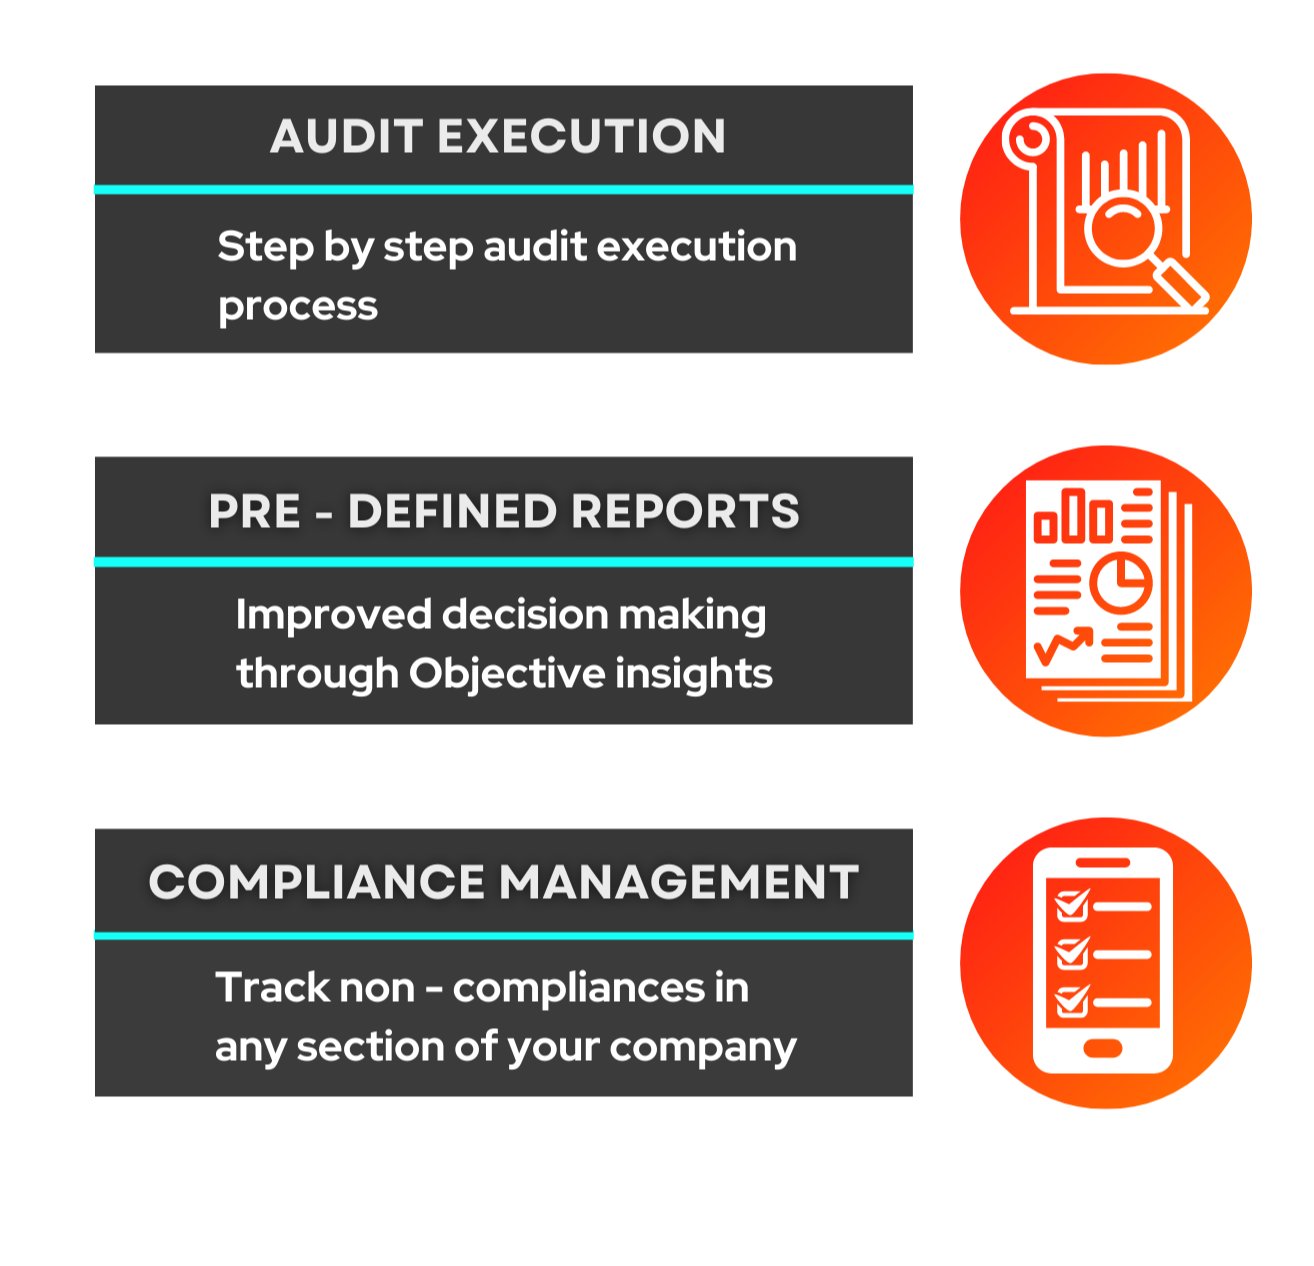 AUDIT EXECUTION
Step by step audit execution
process
PRE - DEFINED REPORTS
Improved decision making
through Objective insights
COMPLIANCE MANAGEMENT
Track non - compliances in
any section of your company